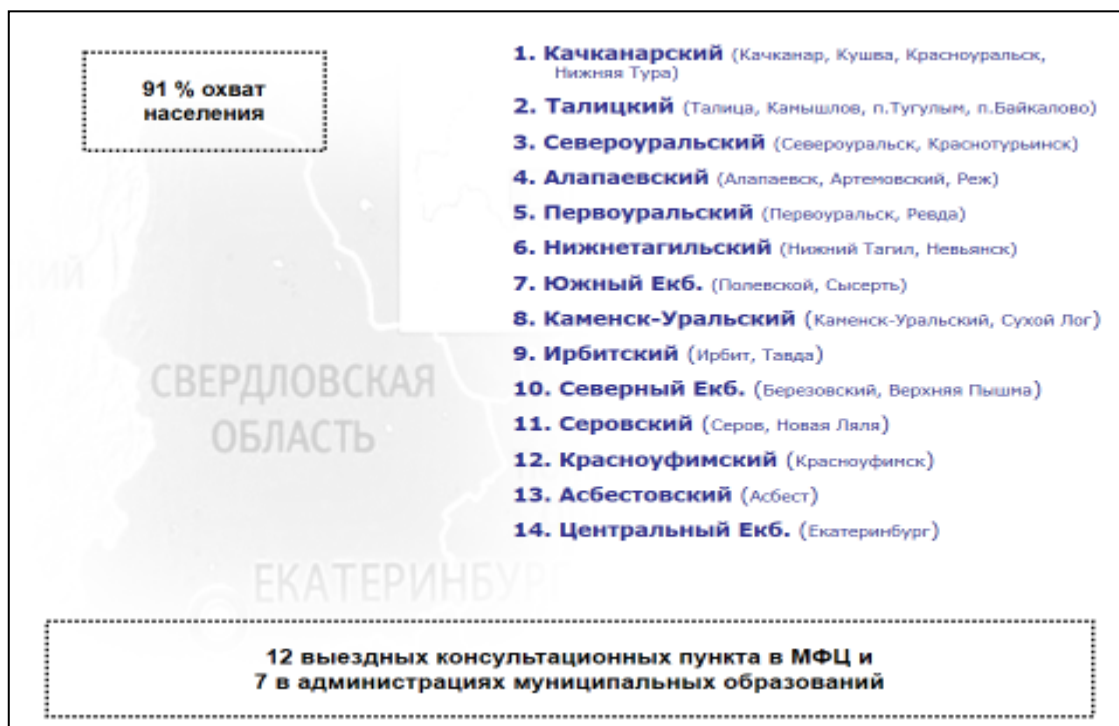 91 % охват
населения
1. Качканарский (Качканар, Кушва, Красноуральск,
Нижняя Тура)
2. Талицкий (Талица, Камышлов, п.Тугулым, п.Байкалово)
3. Североуральский (Североуральск, Краснотурьинск)
4. Алапаевский (Алапаевск, Артемовский, Реж)
5. Первоуральский (Первоуральск, Ревда)
6. Нижнетагильский (Нижний Тагил, Невьянск)
7. Южный Екб. (Полевской, Сысерть)
8. Каменск-Уральский (Каменск-Уральский, Сухой Лог)
9. Ирбитский (Ирбит, Тавда)
10. Северный Екб. (Березовский, Верхняя Пышма)
11. Серовский (Серов, Новая Ляля)
12. Красноуфимский (Красноуфимск)
13. Асбестовский (Асбест)
14. Центральный Екб. (Екатеринбург)
СВЕРДЛОВСКАЯ
ОБЛАСТЬ
ЕКАТЕРИНБУРГ
12 выездных консультационных пункта в МФЦ и
7 в администрациях муниципальных образований